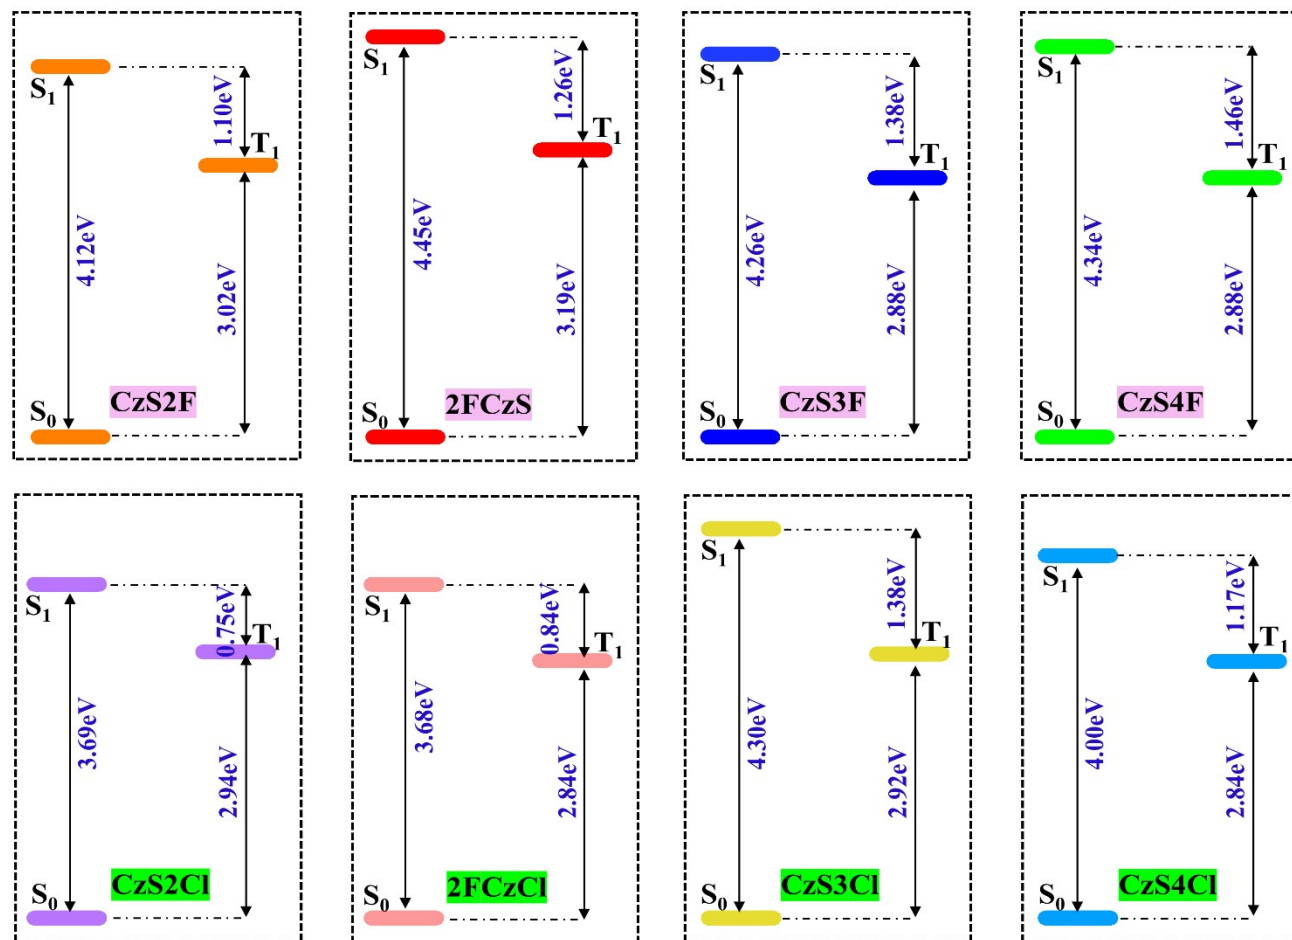 S1
1.10eV
T1
4.12eV
3.02eV
S0
CzS2F
S1
1.26eV
T1
4.45eV
3.19eV
S0
2FCzS
S1
1.38eV
T1
4.26eV
2.88eV
S0
CzS3F
S1
1.46eV
T1
4.34eV
2.88eV
S0
CzS4F
S1
0.75eV
T1
3.69eV
2.94eV
S0
CzS2Cl
S1
0.84eV
T1
3.68eV
2.84eV
S0
2FCzCl
S1
1.38eV
T1
4.30eV
2.92eV
S0
CzS3Cl
S1
1.17eV
T1
4.00eV
2.84eV
S0
CzS4Cl